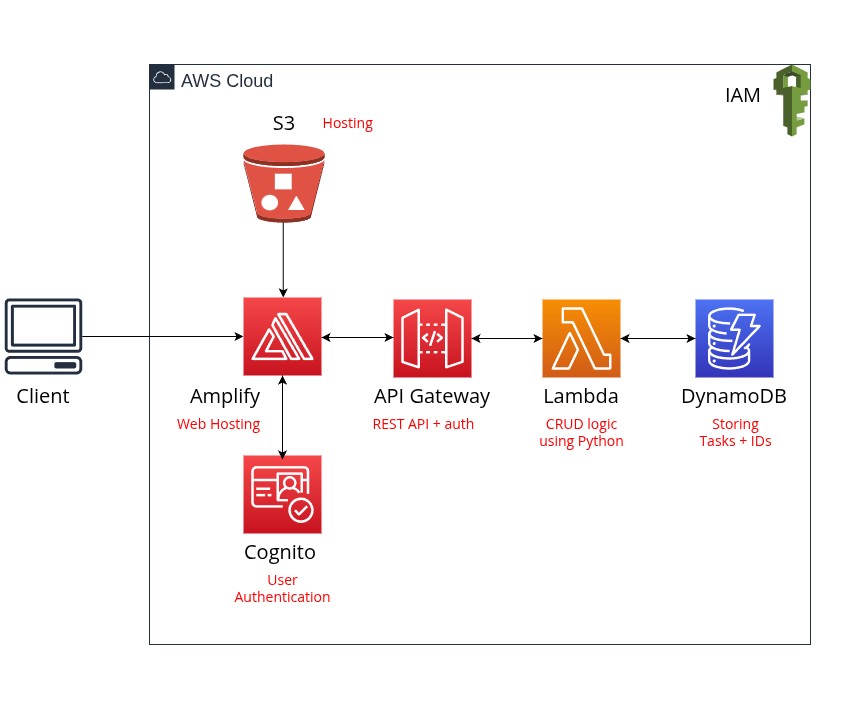 AWS Cloud
IAM
S3
Hosting
</>
Client
Amplify
Web Hosting
API Gateway
REST API + auth
Lambda
CRUD logic
using Python
DynamoDB
Storing
Tasks + IDs
Cognito
User
Authentication